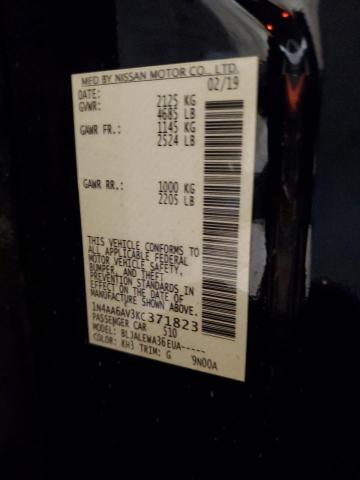 MFD BY NISSAN MOTOR CO., LTD.
DATE: 02/19
GVWR: 2125 KG
4685 LB
GAWR FR.: 1145 KG
2524 LB
GAWR RR.: 1000 KG
2205 LB
THIS VEHICLE CONFORMS TO
ALL APPLICABLE FEDERAL
MOTOR VEHICLE SAFETY,
BUMPER, AND THEFT
PREVENTION STANDARDS IN
EFFECT ON THE DATE OF
MANUFACTURE SHOWN ABOVE.
1N4AA6AV3KC371823
PASSENGER CAR 510
MODEL: BLJALEWA36EUA-----
COLOR: KH3 TRIM: G 9N00A